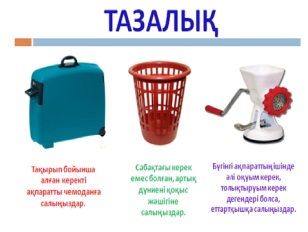 ТАЗАЛЫҚ
Тақырып бойынша
алған керекті
ақпаратты чемоданға
салыңыздар.
Сабақтағы керек
емес болған, артық
дүниені қоқыс
жәшігіне
салыңыздар.
Бүгінгі ақпараттың ішінде
әлі оқуым керек,
толықтыруым керек
дегендері болса,
еттартқышқа салыңыздар.